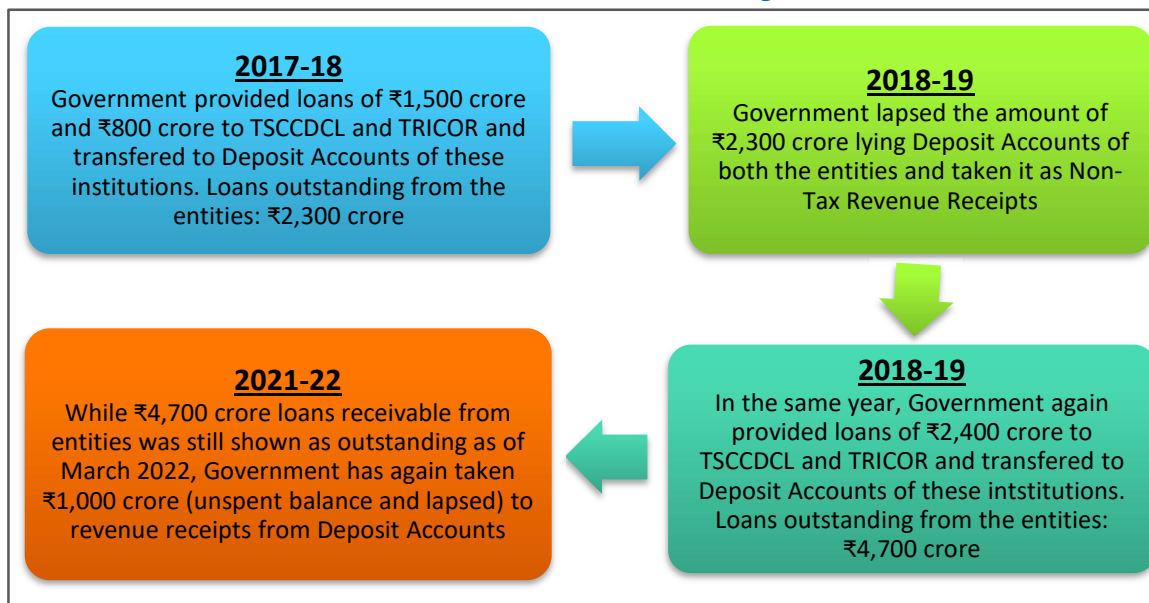 2017-18
Government provided loans of ₹1,500 crore
and ₹800 crore to TSCCDCL and TRICOR and
transfered to Deposit Accounts of these
institutions. Loans outstanding from the
entities: ₹2,300 crore
2018-19
Government lapsed the amount of
₹2,300 crore lying Deposit Accounts of
both the entities and taken it as Non-
Tax Revenue Receipts
2018-19
In the same year, Government again
provided loans of ₹2,400 crore to
TSCCDCL and TRICOR and transfered to
Deposit Accounts of these intstitutions.
Loans outstanding from the entities:
₹4,700 crore
2021-22
While ₹4,700 crore loans receivable from
entities was still shown as outstanding as of
March 2022, Government has again taken
₹1,000 crore (unspent balance and lapsed) to
revenue receipts from Deposit Accounts